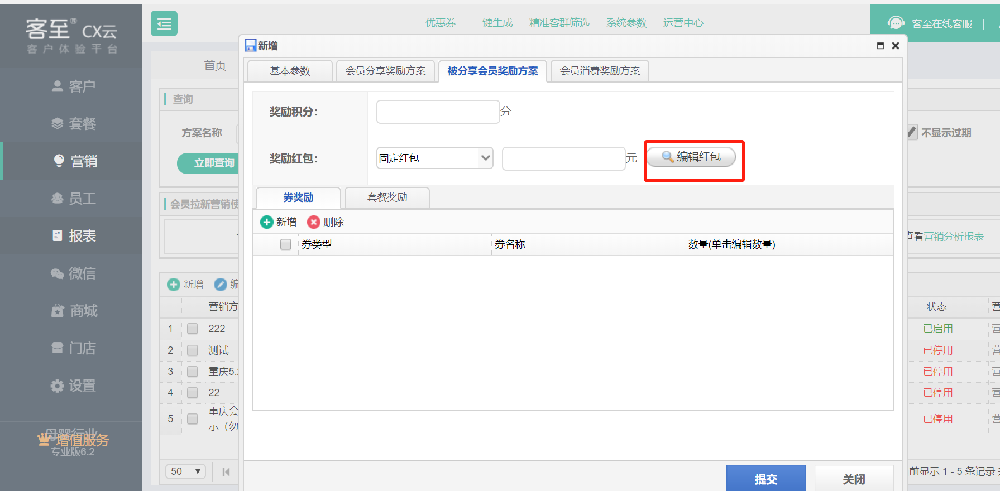 客至® CX云
客户体验平台
优惠券 一键生成 精准客群筛选 系统参数 运营中心
客至在线客服 |
客户
套餐
营销
员工
报表
微信
商城
门店
设置
母婴行业
增值服务
专业版6.2
首页
查询
方案名称
立即查询
不显示过期
会员拉新营销使
查看营销分析报表
新增 编
营销方 状态 营
1 222 已启用 营
2 测试 已停用 营
3 重庆5. 已停用 营
4 22 已停用 营
5 重庆会 已停用 营
示（勿
50
前显示 1 - 5 条记录
新增
基本参数 会员分享奖励方案 被分享会员奖励方案 会员消费奖励方案
奖励积分： 分
奖励红包： 固定红包 元 编辑红包
券奖励 套餐奖励
新增 删除
券类型 券名称 数量(单击编辑数量)
提交 关闭